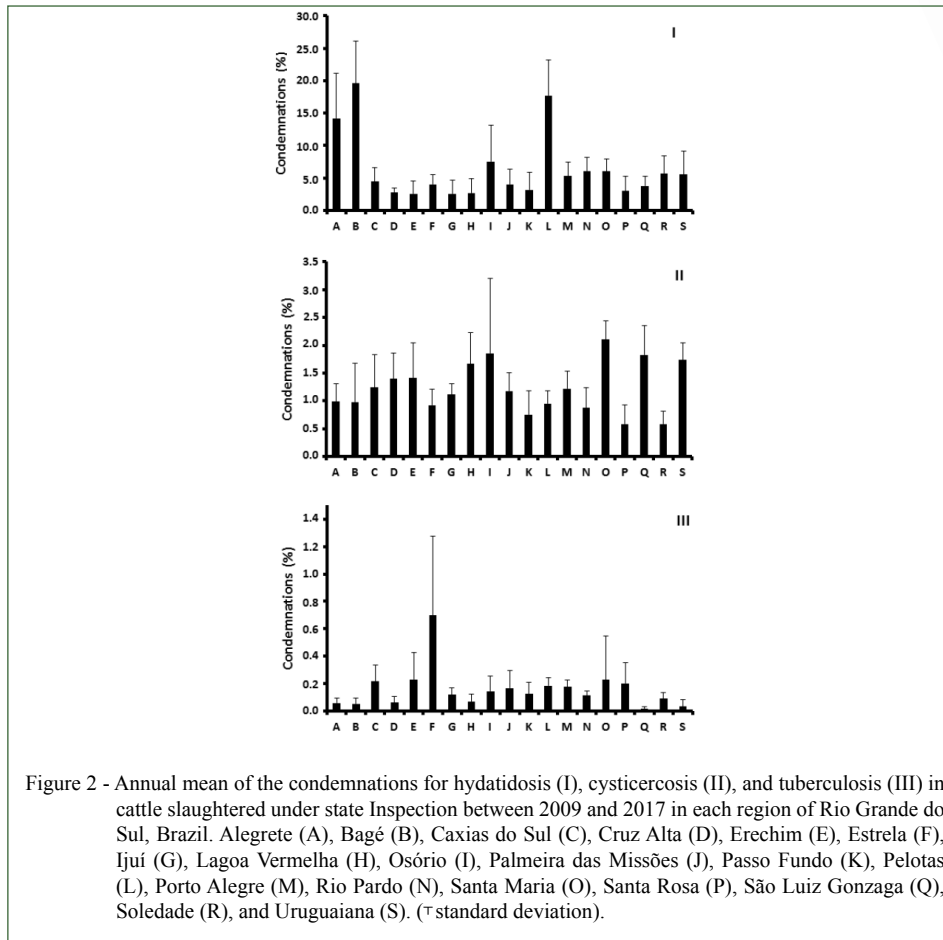 I
Condemnations (%)
30.0
25.0
20.0
15.0
10.0
5.0
0.0
A B C D E F G H I J K L M N O P Q R S
II
Condemnations (%)
3.5
3.0
2.5
2.0
1.5
1.0
0.5
0.0
A B C D E F G H I J K L M N O P Q R S
III
Condemnations (%)
1.4
1.2
1.0
0.8
0.6
0.4
0.2
0.0
A B C D E F G H I J K L M N O P Q R S
Figure 2 - Annual mean of the condemnations for hydatidosis (I), cysticercosis (II), and tuberculosis (III) in
cattle slaughtered under state Inspection between 2009 and 2017 in each region of Rio Grande do
Sul, Brazil. Alegrete (A), Bagé (B), Caxias do Sul (C), Cruz Alta (D), Erechim (E), Estrela (F),
Ijuí (G), Lagoa Vermelha (H), Osório (I), Palmeira das Missões (J), Passo Fundo (K), Pelotas
(L), Porto Alegre (M), Rio Pardo (N), Santa Maria (O), Santa Rosa (P), São Luiz Gonzaga (Q),
Soledade (R), and Uruguaiana (S). (┬ standard deviation).